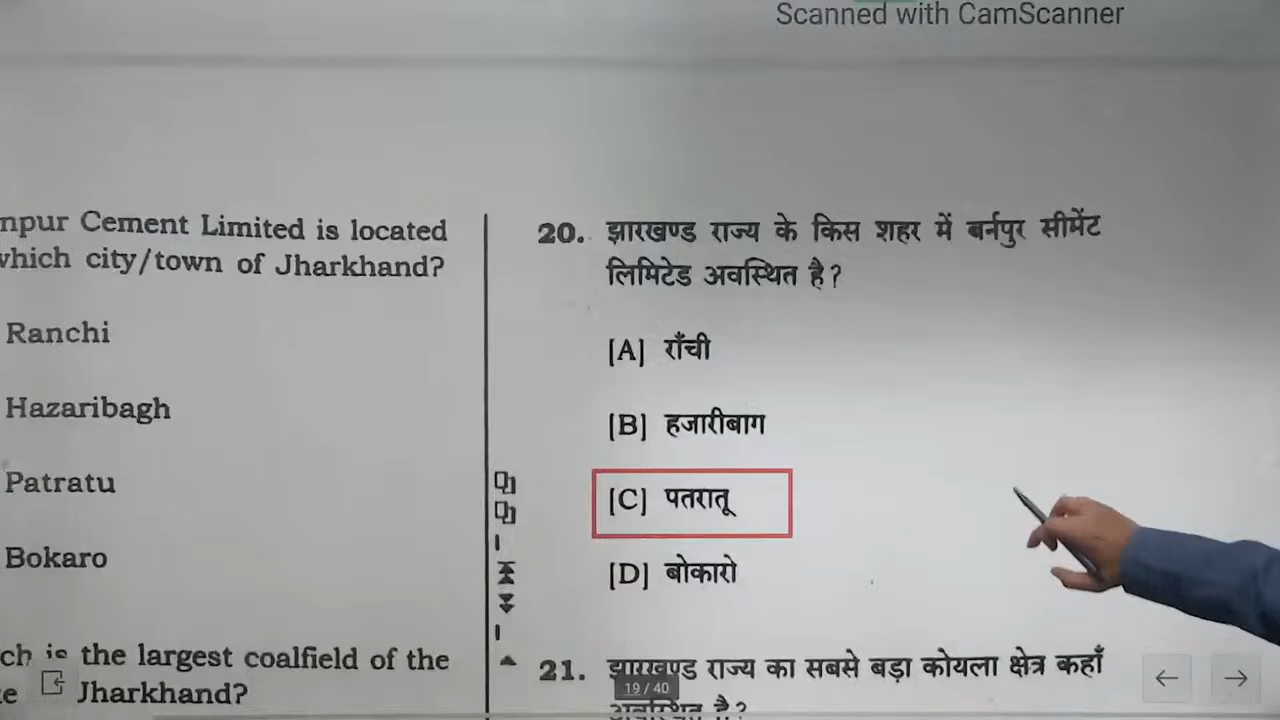 Scanned with CamScanner
npur Cement Limited is located
which city/town of Jharkhand?
Ranchi
Hazaribagh
Patratu
Bokaro
ch is the largest coalfield of the
e Jharkhand?
20. झारखण्ड राज्य के किस शहर में बर्नपुर सीमेंट
लिमिटेड अवस्थित है?
[A] राँची
[B] हजारीबाग
[C] पतरातू
[D] बोकारो
21. झारखण्ड राज्य का सबसे बड़ा कोयला क्षेत्र कहाँ
अवस्थित है?
19 / 40